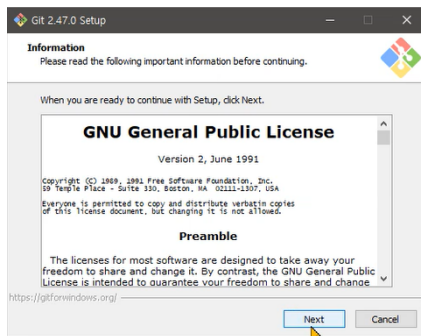 Git 2.47.0 Setup
Information
Please read the following important information before continuing.
When you are ready to continue with Setup, click Next.
GNU General Public License
Version 2, June 1991
Copyright (C) 1989, 1991 Free Software Foundation, Inc.
59 Temple Place - Suite 330, Boston, MA  02111-1307, USA
Everyone is permitted to copy and distribute verbatim copies
of this license document, but changing it is not allowed.
Preamble
The licenses for most software are designed to take away your
freedom to share and change it. By contrast, the GNU General Public
License is intended to guarantee your freedom to share and change
https://gitforwindows.org/
Next
Cancel